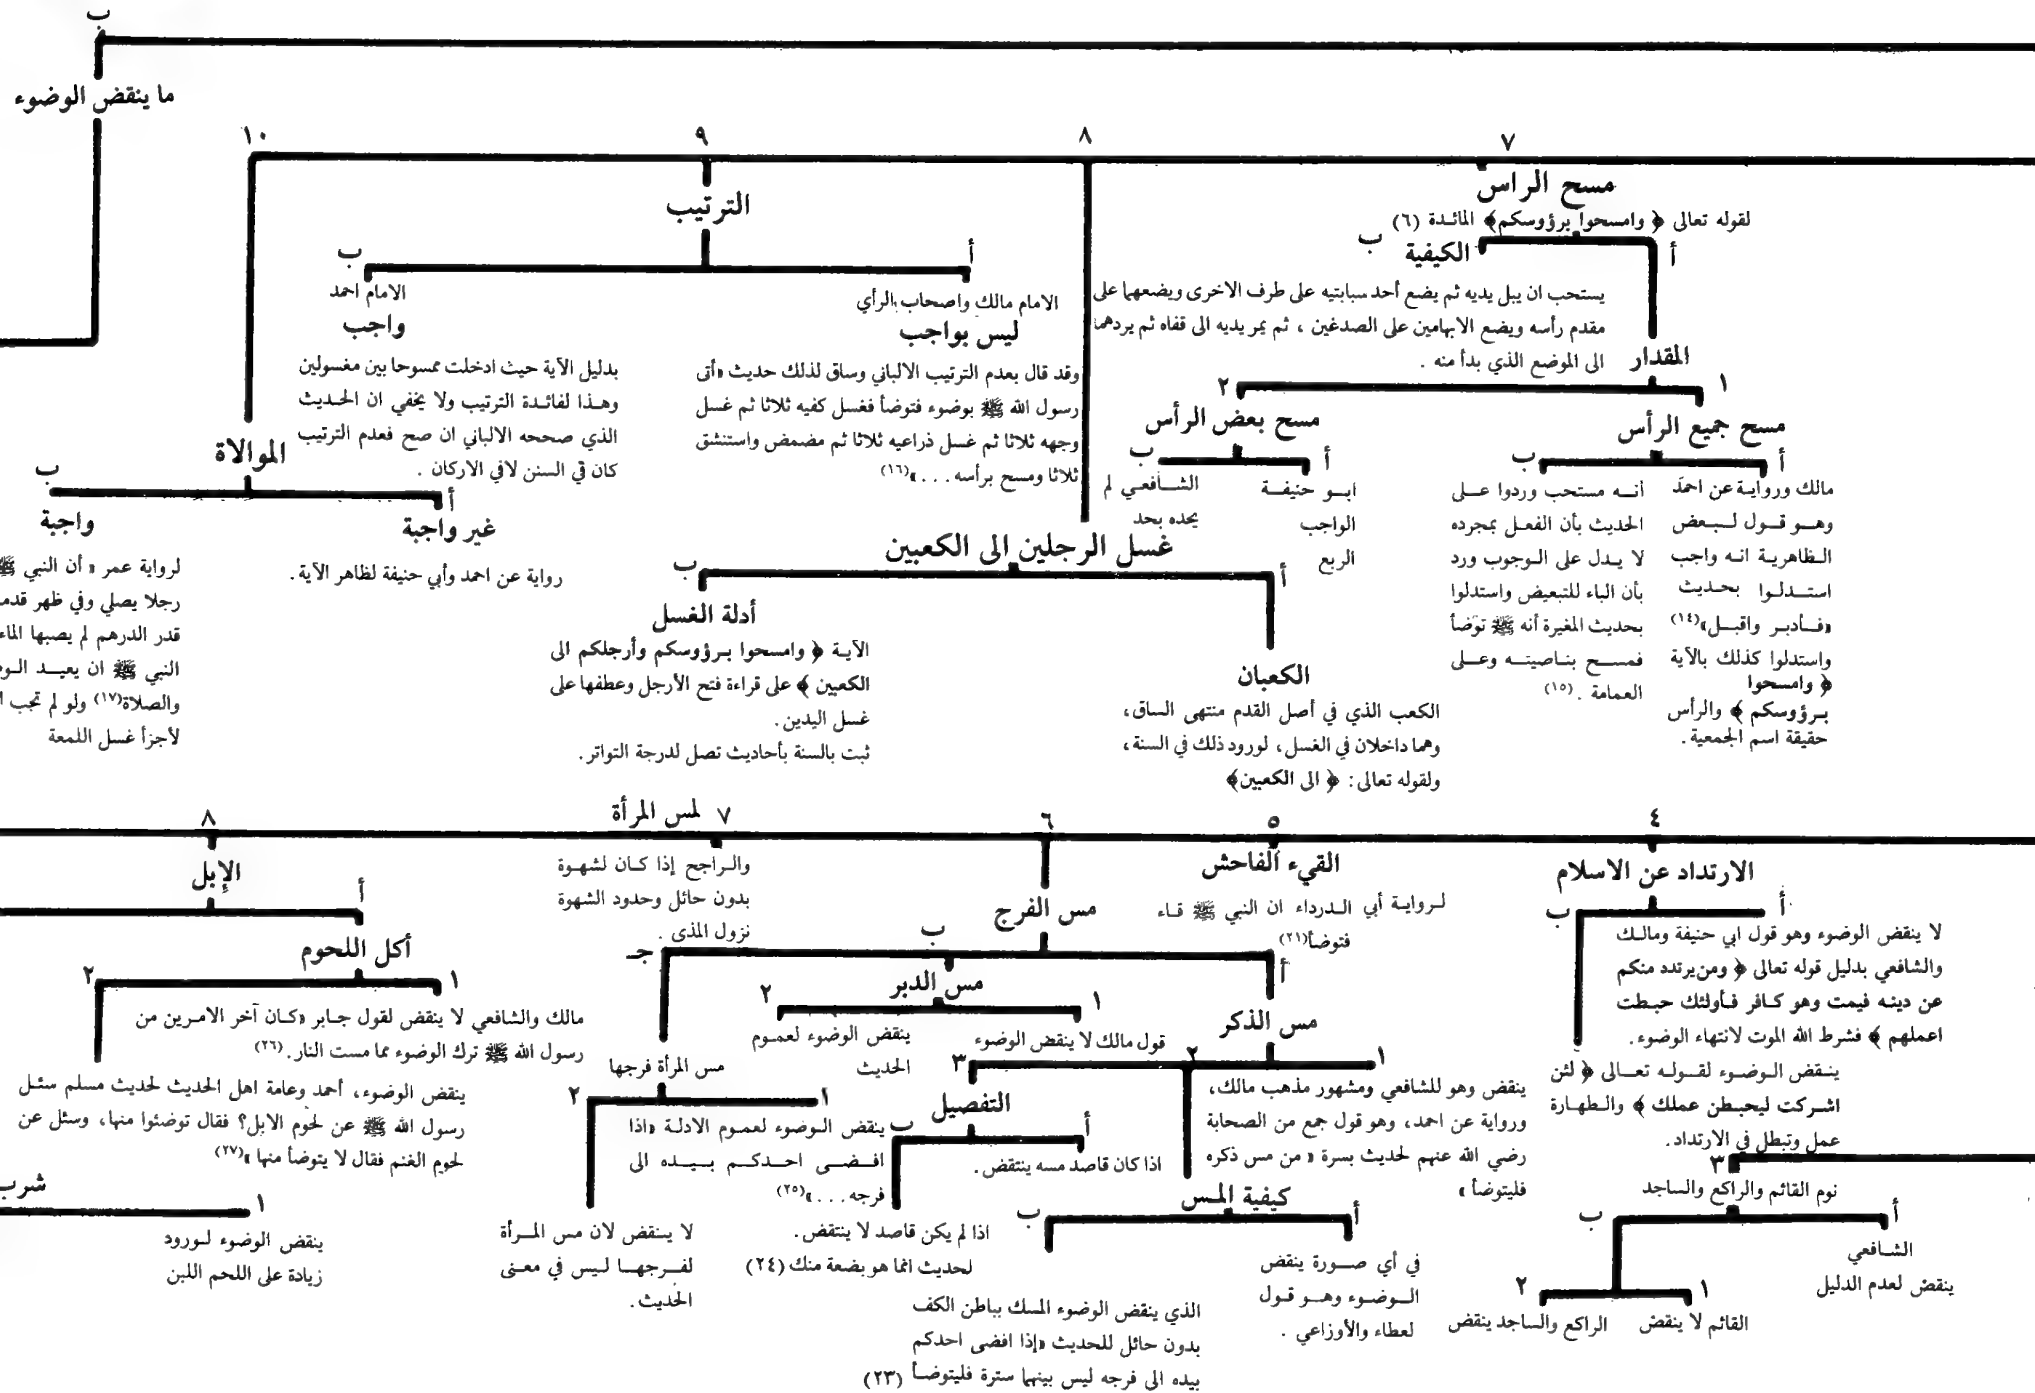 ب
ما ينقض الوضوء
٧
مسح الراس
لقوله تعالى ﴿ وامسحوا برؤوسكم ﴾ المائدة (٦)
أ
ب
الكيفية
يستحب ان يبل يديه ثم يضع أحد سبابتيه على طرف الاخرى ويضعهما على
مقدم رأسه ويضع الابهامين على الصدغين ، ثم يمر يديه الى قفاه ثم يردهما
الى الموضع الذي بدأ منه .
المقدار
١
٢
مسح جميع الرأس
أ
ب
مالك ورواية عن احمد
وهو قول لبعض
الظاهرية انه واجب
استدلوا بحديث
«فأدبر واقبل»(١٤)
واستدلوا كذلك بالآية
﴿ وامسحوا
برؤوسكم ﴾ والرأس
حقيقة اسم الجمعية .
أنه مستحب وردوا على
الحديث بأن الفعل بمجرده
لا يدل على الوجوب ورد
بأن الباء للتبعيض واستدلوا
بحديث المغيرة أنه ﷺ توضأ
فمسح بناصيته وعلى
العمامة .(١٥)
مسح بعض الرأس
أ
ب
ابو حنيفة
الواجب
الربع
الشافعي لم
يحده بحد
٨
غسل الرجلين الى الكعبين
أ
ب
الكعبان
الكعب الذي في أصل القدم منتهى الساق ،
وهما داخلان في الغسل ، لورود ذلك في السنة ،
ولقوله تعالى : ﴿ الى الكعبين ﴾
أدلة الغسل
الآية ﴿ وامسحوا برؤوسكم وأرجلكم الى
الكعبين ﴾ على قراءة فتح الأرجل وعطفها على
غسل اليدين .
ثبت بالسنة بأحاديث تصل لدرجة التواتر .
٩
الترتيب
أ
ب
الامام مالك واصحاب الرأي
ليس بواجب
وقد قال بعدم الترتيب الالباني وساق لذلك حديث «أتى
رسول الله ﷺ بوضوء فتوضأ فغسل كفيه ثلاثا ثم غسل
وجهه ثلاثا ثم غسل ذراعيه ثلاثا ثم مضمض واستنشق
ثلاثا ومسح برأسه . . . »(١٦)
الامام احمد
واجب
بدليل الآية حيث ادخلت ممسوحا بين مغسولين
وهذا لفائدة الترتيب ولا يخفي ان الحديث
الذي صححه الالباني ان صح فعدم الترتيب
كان في السنن لافي الاركان .
١٠
الموالاة
أ
ب
غير واجبة
رواية عن احمد وأبي حنيفة لظاهر الآية .
واجبة
لرواية عمر « أن النبي ﷺ
رجلا يصلي وفي ظهر
قدر الدرهم لم يصبها الماء
النبي ﷺ ان يعيد
والصلاة(١٧) ولو لم تجب
لأجزأ غسل اللمعة
٤
الارتداد عن الاسلام
أ
ب
لا ينقض الوضوء وهو قول ابي حنيفة ومالك
والشافعي بدليل قوله تعالى ﴿ ومن يرتدد منكم
عن دينه فيمت وهو كافر فأولئك حبطت
اعملهم ﴾ فشرط الله الموت لانتهاء الوضوء .
ينقض الوضوء لقوله تعالى ﴿ لئن
اشركت ليحبطن عملك ﴾ والطهارة
عمل وتبطل في الارتداد .
٣
نوم القائم والراكع والساجد
أ
ب
الشافعي
ينقض لعدم الدليل
١
٢
القائم لا ينقض
الراكع والساجد ينقض
٥
القيء الفاحش
لرواية أبي الدرداء ان النبي ﷺ قاء
فتوضأ(٢١)
٦
مس الفرج
أ
ب
جـ
مس الذكر
١
٢
٣
ينقض وهو للشافعي ومشهور مذهب مالك ،
ورواية عن احمد ، وهو قول جمع من الصحابة
رضي الله عنهم لحديث بسرة « من مس ذكره
فليتوضأ »
كيفية المس
أ
ب
في أي صورة ينقض
الوضوء وهو قول
لعطاء والأوزاعي .
الذي ينقض الوضوء المسك بباطن الكف
بدون حائل للحديث «إذا افضى احدكم
بيده الى فرجه ليس بينهما سترة فليتوضأ (٢٣)
التفصيل
أ
ب
اذا كان قاصد مسه ينتقض .
اذا لم يكن قاصد لا ينتقض .
لحديث انما هو بضعة منك (٢٤)
مس الدبر
١
٢
قول مالك لا ينقض الوضوء
ينقض الوضوء لعموم
الحديث
مس المرأة فرجها
١
٢
ينقض الوضوء لعموم الادلة «اذا
افضى احدكم بيده الى
فرجه . . . »(٢٥)
لا ينقض لان مس المرأة
لفرجها ليس في معنى
الحديث .
٧ لمس المرأة
والراجح إذا كان لشهوة
بدون حائل وحدود الشهوة
نزول المذى .
٨
الإبل
أ
أكل اللحوم
١
٢
مالك والشافعي لا ينقض لقول جابر «كان آخر الامرين من
رسول الله ﷺ ترك الوضوء مما مست النار .(٢٦)
ينقض الوضوء ، أحمد وعامة اهل الحديث لحديث مسلم سئل
رسول الله ﷺ عن لحوم الابل؟ فقال توضئوا منها ، وسئل عن
لحوم الغنم فقال لا يتوضأ منها »(٢٧)
شرب
١
ينقض الوضوء لورود
زيادة على اللحم اللبن